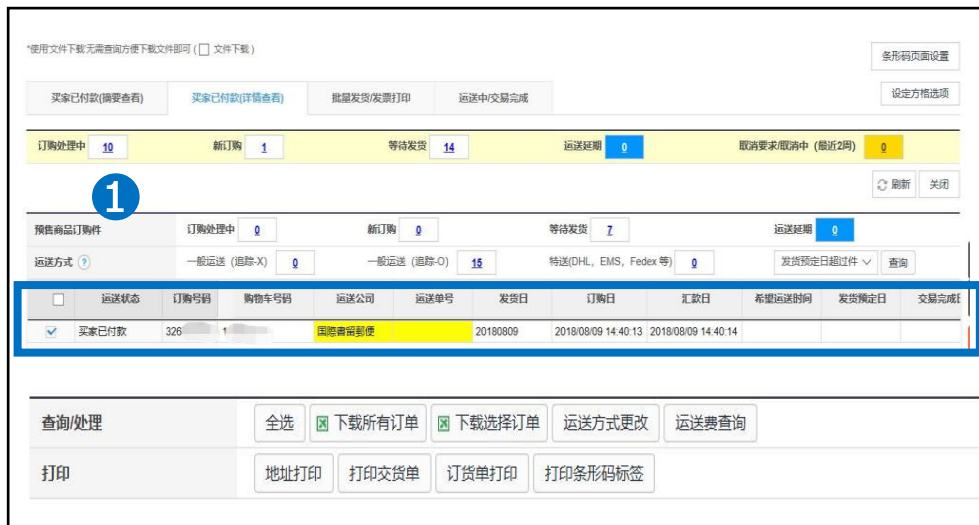 *使用文件下载无需查询方便下载文件即可 ( 文件下载 )
条形码页面设置
买家已付款(摘要查看) 买家已付款(详情查看) 批量发货/发票打印 运送中/交易完成 设定方格选项
订购处理中 10 新订购 1 等待发货 14 运送延期 0 取消要求/取消中 (最近2周) 0
刷新 关闭
1
预售商品订购件 订购处理中 0 新订购 0 等待发货 7 运送延期 0
运送方式 ? 一般运送 (追踪-X) 0 一般运送 (追踪-O) 15 特送(DHL, EMS, Fedex 等) 0 发货预定日超过件 查询
运送状态 订购号码 购物车号码 运送公司 运送单号 发货日 订购日 汇款日 希望运送时间 发货预定日 交易完成
买家已付款 326 1 国際書留郵便 20180809 2018/08/09 14:40:13 2018/08/09 14:40:14
查询/处理 全选 下载所有订单 下载选择订单 运送方式更改 运送费查询
打印 地址打印 打印交货单 订货单打印 打印条形码标签